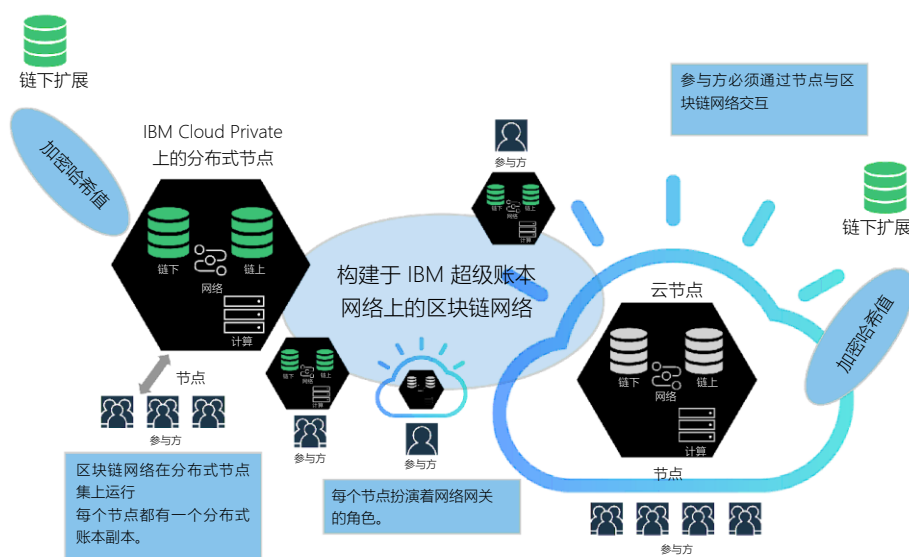 链下扩展
加密哈希值
IBM Cloud Private
上的分布式节点
链下
链上
网络
计算
节点
参与方
区块链网络在分布式节点
集上运行
每个节点都有一个分布式
账本副本。
构建于 IBM 超级账本
网络上的区块链网络
参与方
链下
链上
网络
计算
链下
链上
网络
计算
参与方
参与方
每个节点扮演着网络网关
的角色。
参与方必须通过节点与区
块链网络交互
链下扩展
加密哈希值
云节点
链下
链上
网络
计算
节点
参与方